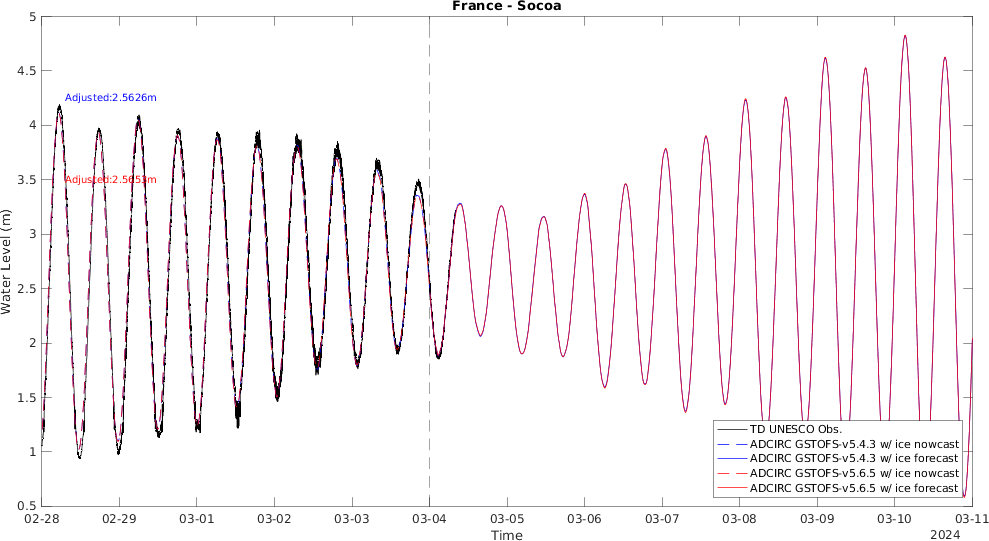 France - Socoa
5
4.5
4
3.5
3
2.5
2
1.5
1
0.5
Water Level (m)
Adjusted:2.5626m
Adjusted:2.5653m
TD UNESCO Obs.
ADCIRC GSTOFS-v5.4.3 w/ ice nowcast
ADCIRC GSTOFS-v5.4.3 w/ ice forecast
ADCIRC GSTOFS-v5.6.5 w/ ice nowcast
ADCIRC GSTOFS-v5.6.5 w/ ice forecast
02-28 02-29 03-01 03-02 03-03 03-04 03-05 03-06 03-07 03-08 03-09 03-10 03-11
Time
2024